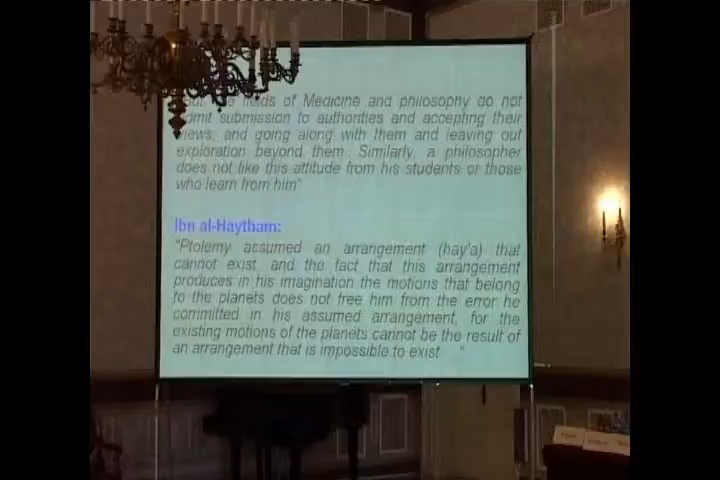 fields of Medicine and philosophy do not
admit submission to authorities and accepting their
views, and going along with them and leaving out
exploration beyond them. Similarly, a philosopher
does not like this attitude from his students or those
who learn from him"
Ibn al-Haytham:
"Ptolemy assumed an arrangement (hay'a) that
cannot exist, and the fact that this arrangement
produces in his imagination the motions that belong
to the planets does not free him from the error he
committed in his assumed arrangement, for the
existing motions of the planets cannot be the result of
an arrangement that is impossible to exist "